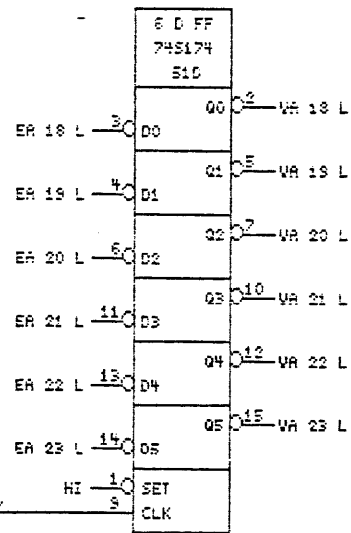 6 D FF
74S174
S10
Q0 2 VA 18 L
EA 18 L 3 D0
Q1 5 VA 19 L
EA 19 L 4 D1
Q2 7 VA 20 L
EA 20 L 6 D2
Q3 10 VA 21 L
EA 21 L 11 D3
Q4 12 VA 22 L
EA 22 L 13 D4
Q5 15 VA 23 L
EA 23 L 14 D5
HI 1 SET
9 CLK